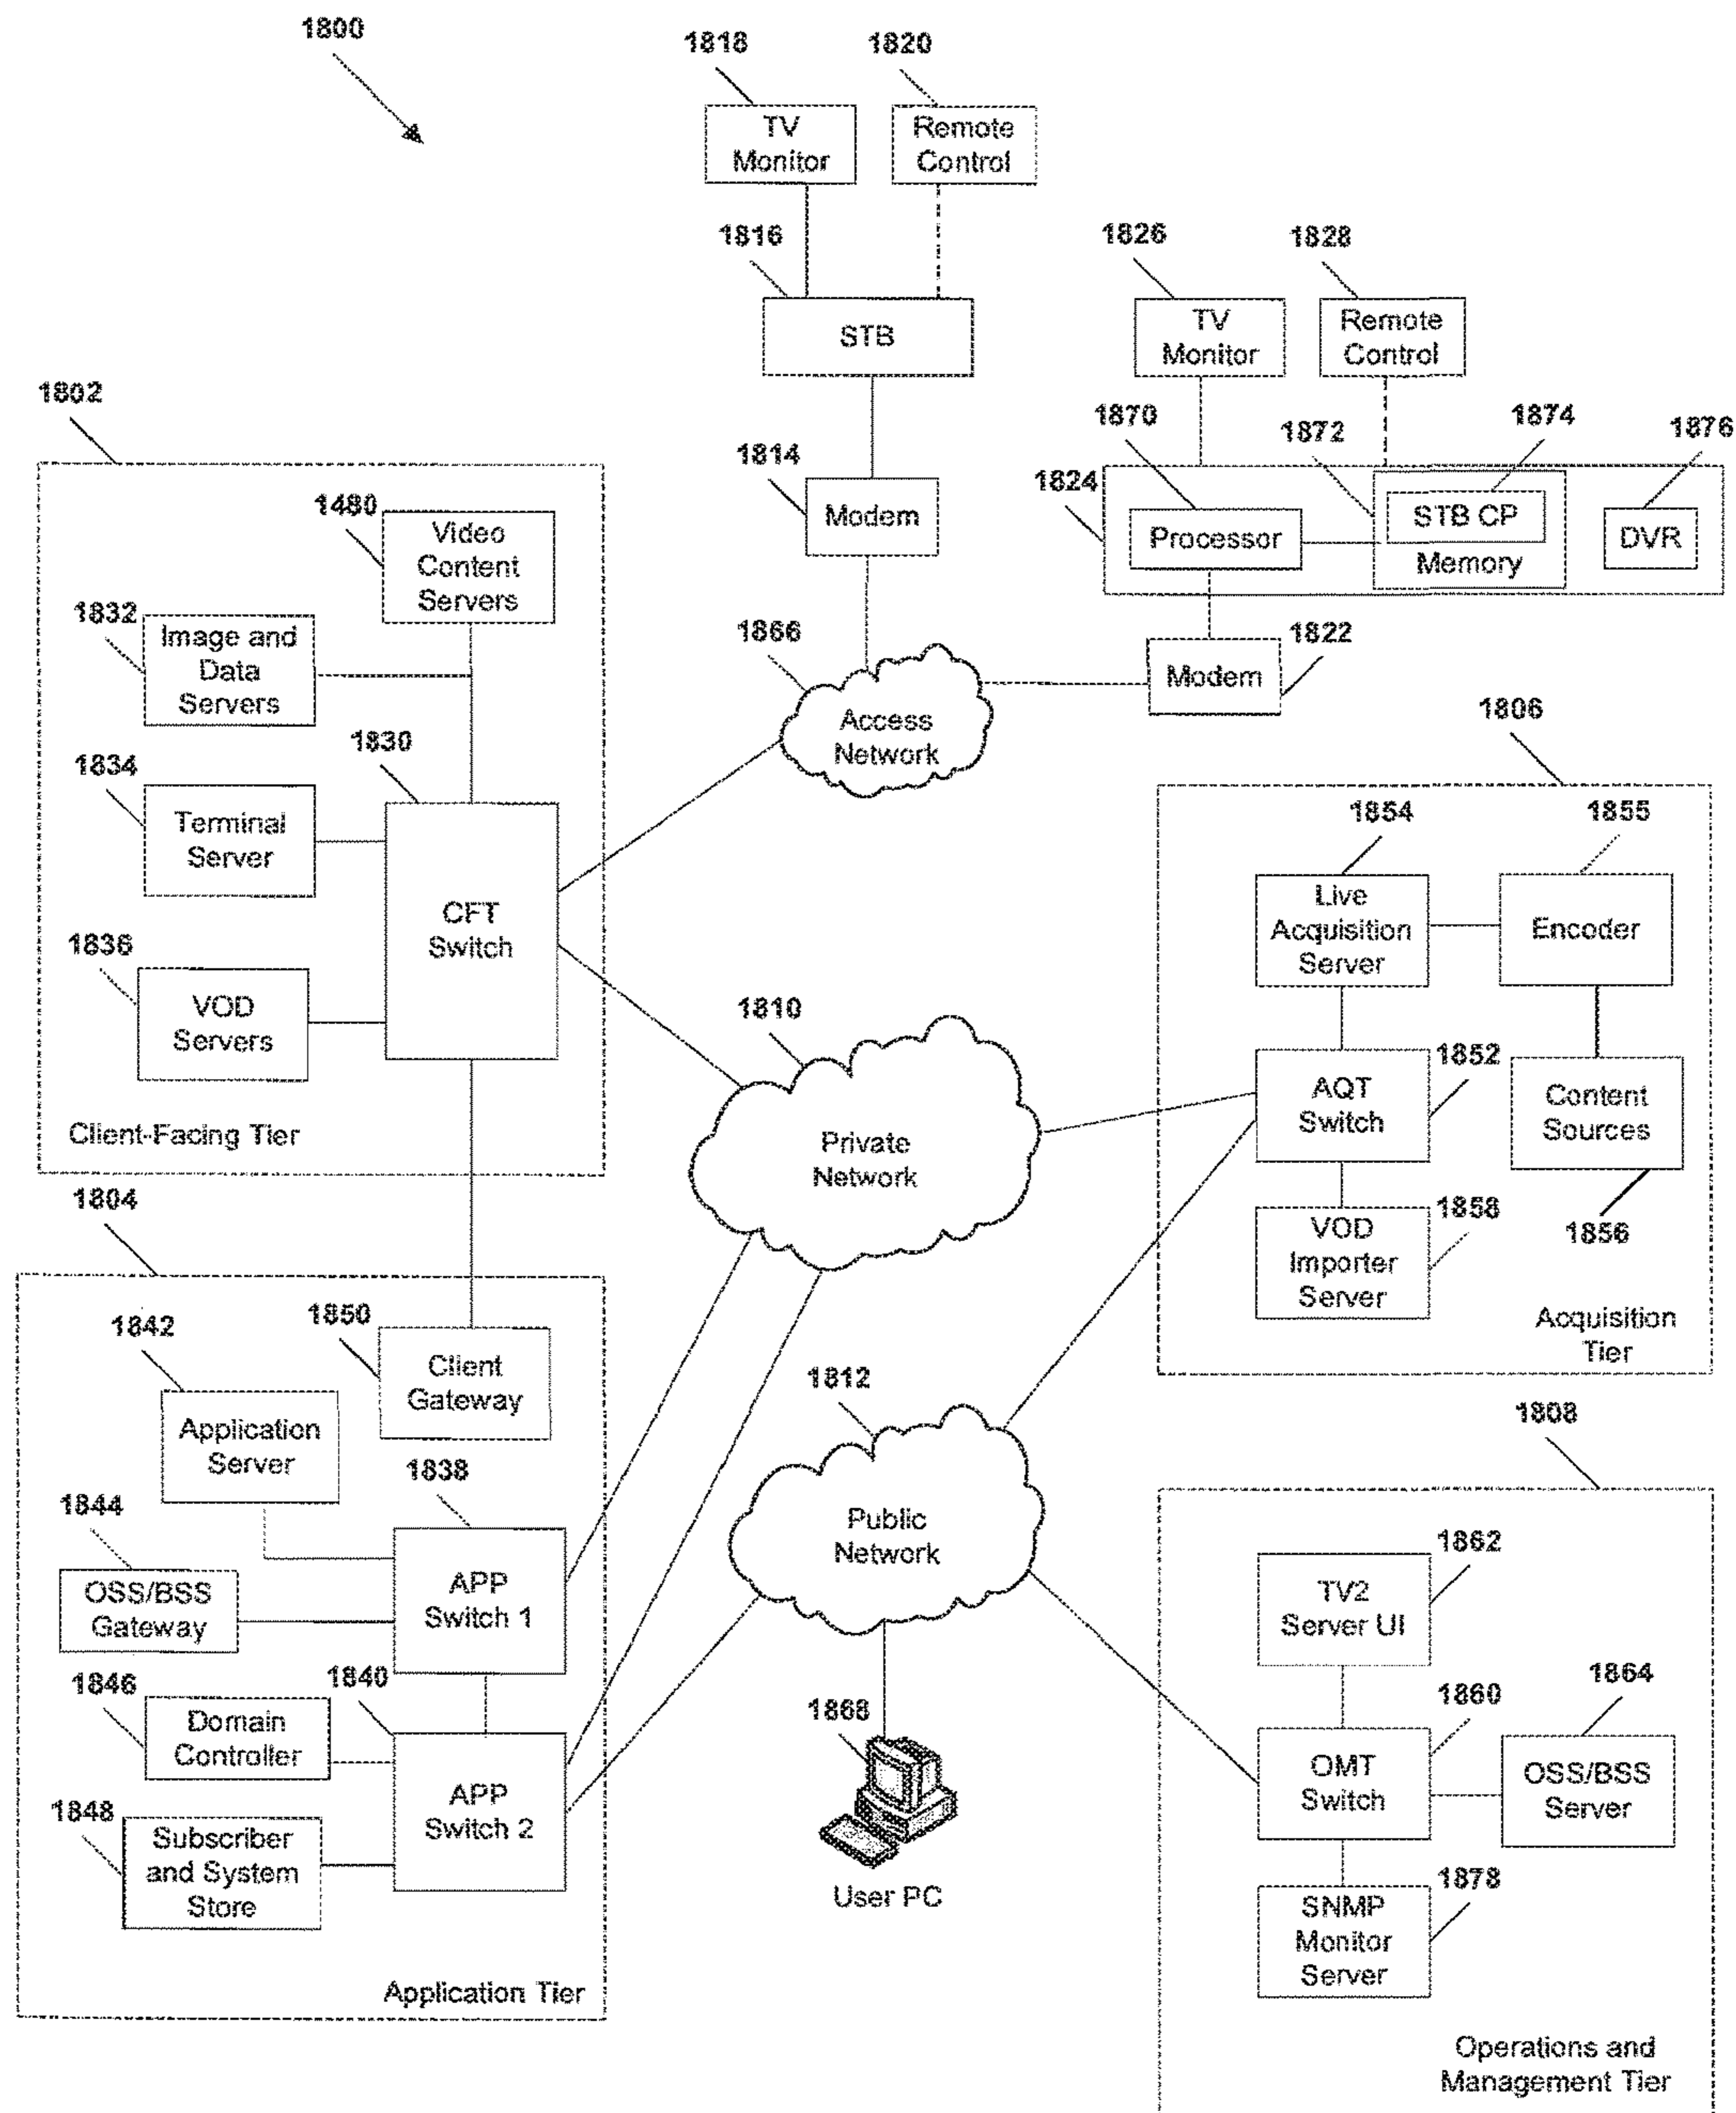 1800
1818
1820
TV
Monitor
Remote
Control
1816
STB
1826
1828
TV
Monitor
Remote
Control
1814
Modem
1870
1872
1874
1876
1824
Processor
STB CP
Memory
DVR
1866
Access
Network
Modem
1822
1802
1480
Video
Content
Servers
1832
Image and
Data
Servers
1834
Terminal
Server
1830
CFT
Switch
1836
VOD
Servers
Client-Facing Tier
1810
Private
Network
1806
1854
1855
Live
Acquisition
Server
Encoder
1852
AQT
Switch
Content
Sources
1856
1858
VOD
Importer
Server
Acquisition
Tier
1804
1842
1850
Client
Gateway
Application
Server
1838
1844
OSS/BSS
Gateway
APP
Switch 1
1846
1840
Domain
Controller
APP
Switch 2
1848
Subscriber
and System
Store
Application Tier
1812
Public
Network
1868
User PC
1808
1862
TV2
Server UI
1860
1864
OMT
Switch
OSS/BSS
Server
1878
SNMP
Monitor
Server
Operations and
Management Tier